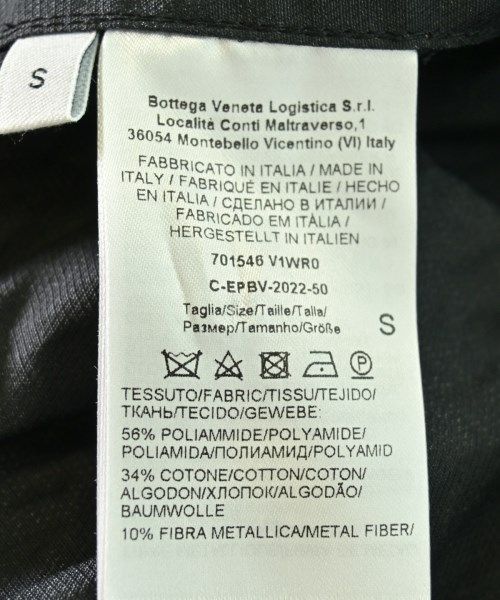 S
Bottega Veneta Logistica S.r.l.
Località Conti Maltraverso,1
36054 Montebello Vicentino (VI) Italy
FABBRICATO IN ITALIA / MADE IN
ITALY / FABRIQUÉ EN ITALIE / HECHO
EN ITALIA / СДЕЛАНО В ИТАЛИИ /
FABRICADO EM ITÀLIA /
HERGESTELLT IN ITALIEN
701546 V1WR0
C-EPBV-2022-50
Taglia/Size/Taille/Talla/
Размер/Tamanho/Größe S
P
TESSUTO/FABRIC/TISSU/TEJIDO/
ТКАНЬ/TECIDO/GEWEBE:
56% POLIAMMIDE/POLYAMIDE/
POLIAMIDA/ПОЛИАМИД/POLYAMID
34% COTONE/COTTON/COTON/
ALGODON/ХЛОПОК/ALGODÃO/
BAUMWOLLE
10% FIBRA METALLICA/METAL FIBER/